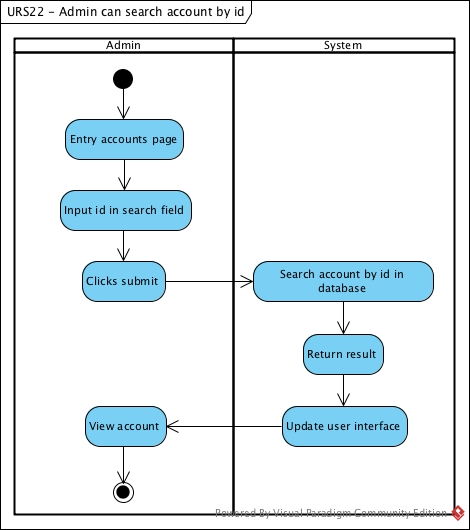 URS22 - Admin can search account by id
Admin
System
Entry accounts page
Input id in search field
Clicks submit
Search account by id in
database
Return result
View account
Update user interface
Powered By Visual Paradigm Community Edition